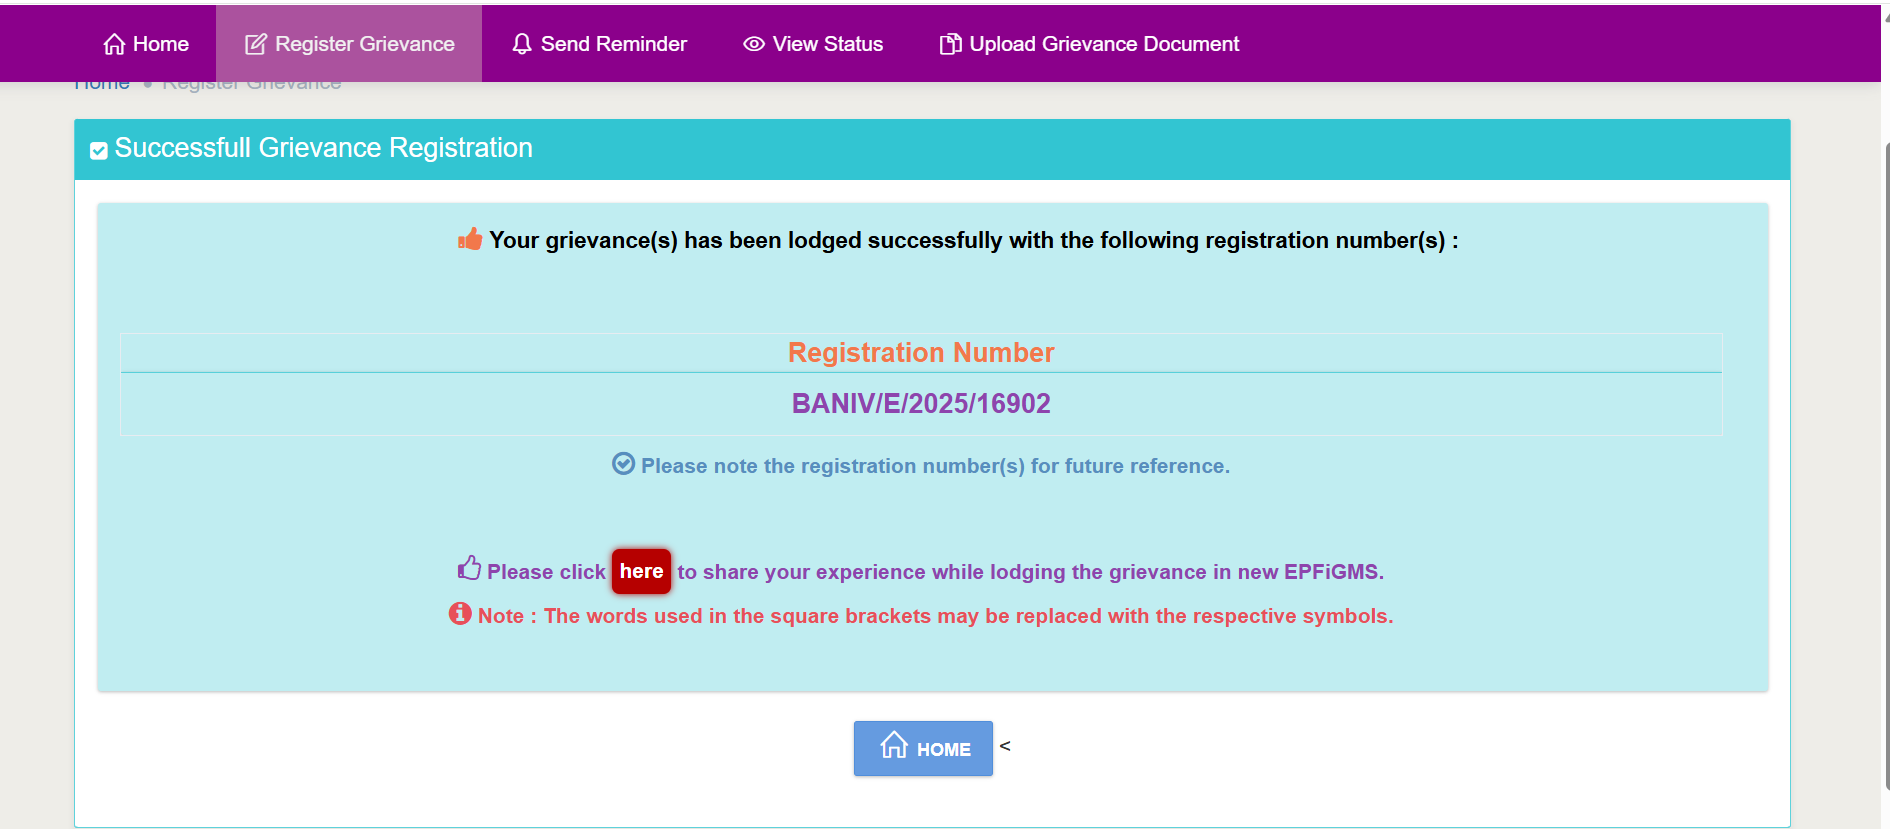 Home Register Grievance Send Reminder View Status Upload Grievance Document
Home • Register Grievance
Successfull Grievance Registration
Your grievance(s) has been lodged successfully with the following registration number(s) :
Registration Number
BANIV/E/2025/16902
Please note the registration number(s) for future reference.
Please click here to share your experience while lodging the grievance in new EPFiGMS.
Note : The words used in the square brackets may be replaced with the respective symbols.
HOME <